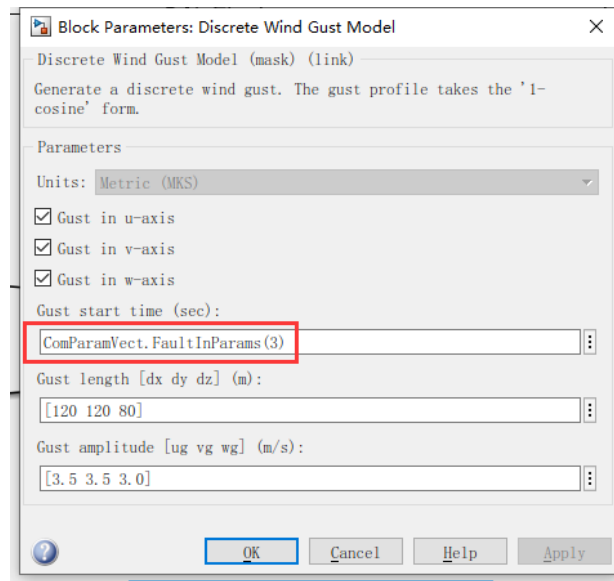 Block Parameters: Discrete Wind Gust Model
Discrete Wind Gust Model (mask) (link)
Generate a discrete wind gust. The gust profile takes the '1-
cosine' form.
Parameters
Units: Metric (MKS)
Gust in u-axis
Gust in v-axis
Gust in w-axis
Gust start time (sec):
ComParamVect.FaultInParams(3)
Gust length [dx dy dz] (m):
[120 120 80]
Gust amplitude [ug vg wg] (m/s):
[3.5 3.5 3.0]
OK Cancel Help Apply